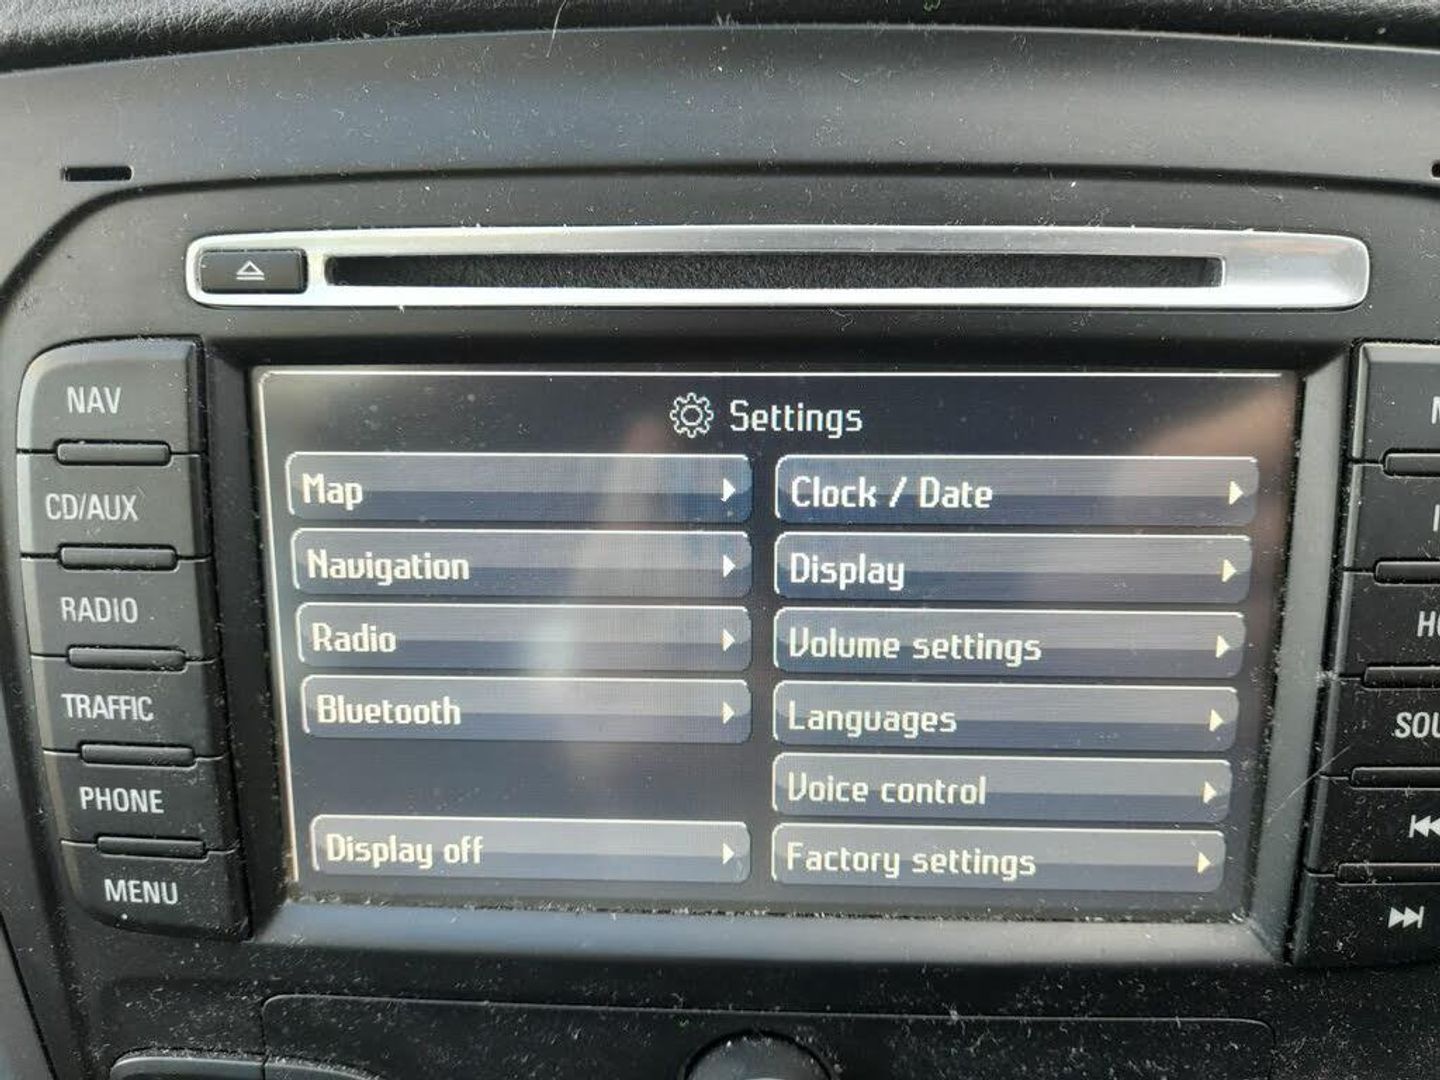 NAV
CD/AUX
RADIO
TRAFFIC
PHONE
MENU
Settings
Map
Navigation
Radio
Bluetooth
Display off
Clock / Date
Display
Volume settings
Languages
Voice control
Factory settings